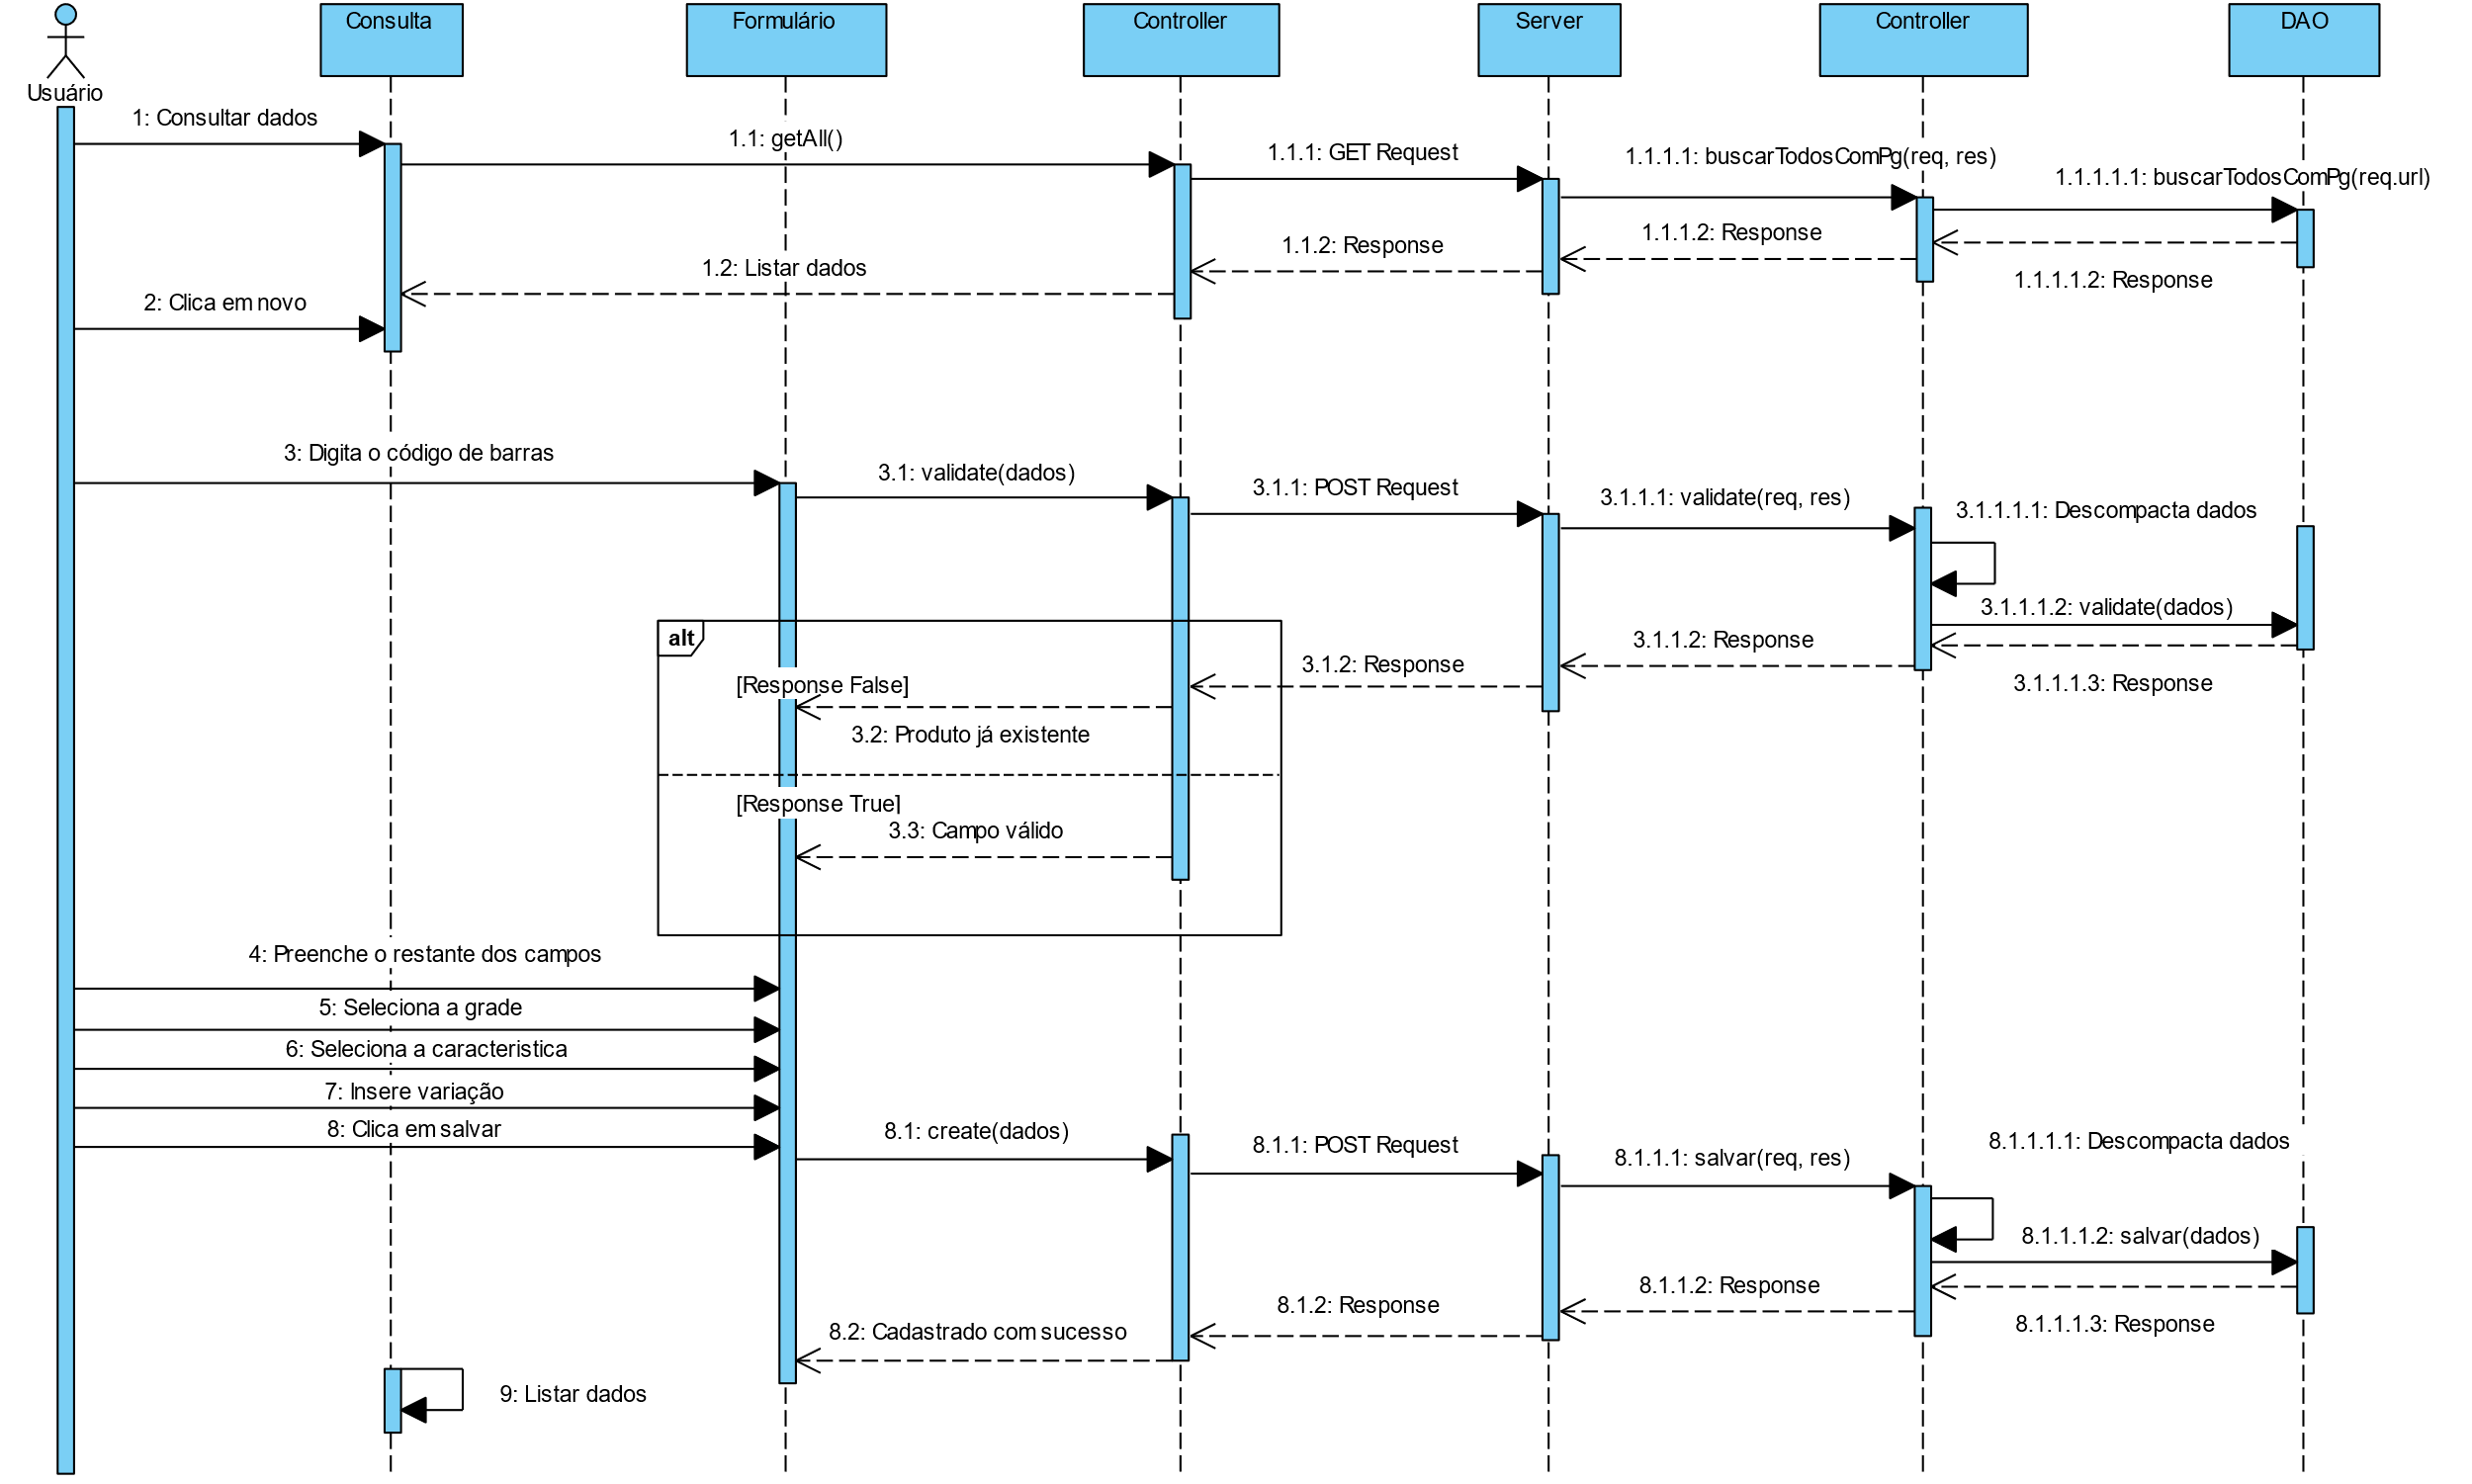 Consulta
Formulário
Controller
Server
Controller
DAO
Usuário
1: Consultar dados
1.1: getAll()
1.1.1: GET Request
1.1.1.1: buscarTodosComPg(req, res)
1.1.1.1.1: buscarTodosComPg(req.url)
1.1.1.2: Response
1.1.2: Response
1.2: Listar dados
1.1.1.1.2: Response
2: Clica em novo
3: Digita o código de barras
3.1: validate(dados)
3.1.1: POST Request
3.1.1.1: validate(req, res)
3.1.1.1.1: Descompacta dados
3.1.1.1.2: validate(dados)
alt
3.1.1.2: Response
3.1.2: Response
[Response False]
3.1.1.1.3: Response
3.2: Produto já existente
[Response True]
3.3: Campo válido
4: Preenche o restante dos campos
5: Seleciona a grade
6: Seleciona a caracteristica
7: Insere variação
8: Clica em salvar
8.1: create(dados)
8.1.1: POST Request
8.1.1.1: salvar(req, res)
8.1.1.1.1: Descompacta dados
8.1.1.1.2: salvar(dados)
8.1.1.2: Response
8.1.2: Response
8.1.1.1.3: Response
8.2: Cadastrado com sucesso
9: Listar dados